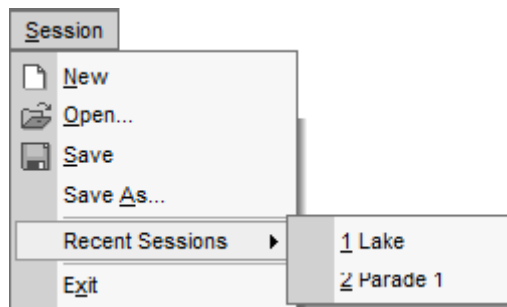 Session
New
Open...
Save
Save As...
Recent Sessions
1 Lake
2 Parade 1
Exit